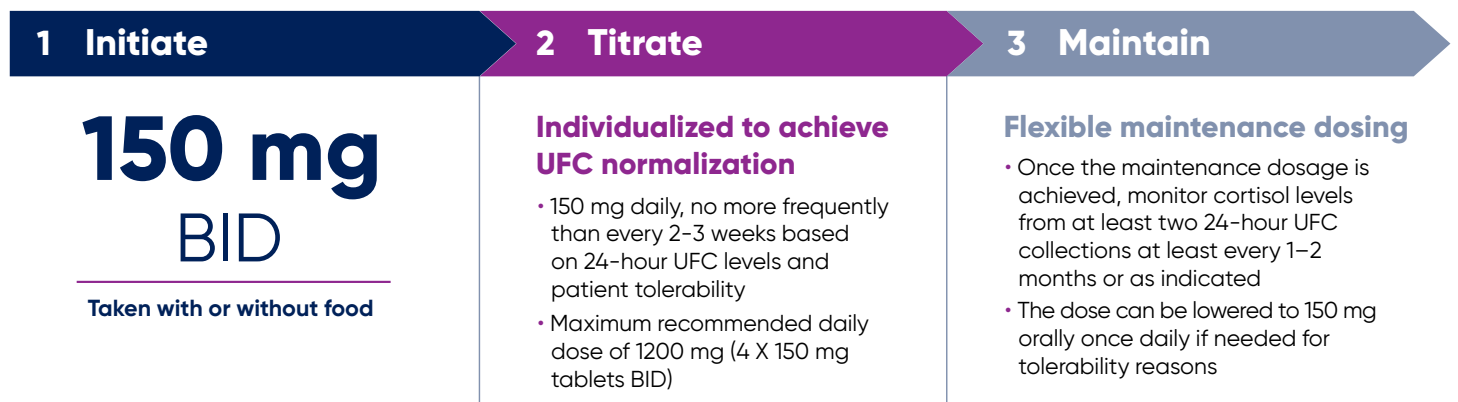 1 Initiate
150 mg
BID
Taken with or without food
2 Titrate
Individualized to achieve
UFC normalization
• 150 mg daily, no more frequently
than every 2-3 weeks based
on 24-hour UFC levels and
patient tolerability
• Maximum recommended daily
dose of 1200 mg (4 X 150 mg
tablets BID)
3 Maintain
Flexible maintenance dosing
• Once the maintenance dosage is
achieved, monitor cortisol levels
from at least two 24-hour UFC
collections at least every 1–2
months or as indicated
• The dose can be lowered to 150 mg
orally once daily if needed for
tolerability reasons